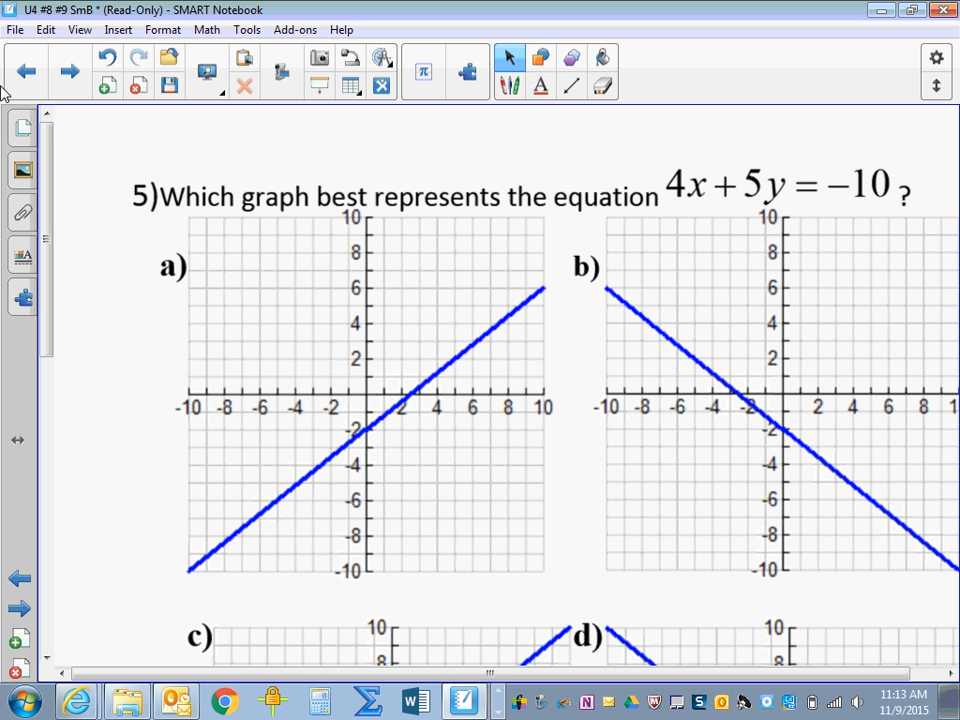 U4 #8 #9 SmB * (Read-Only) - SMART Notebook
File Edit View Insert Format Math Tools Add-ons Help
π
A
5)Which graph best represents the equation 4x + 5y = −10 ?
a)
10
8
6
4
2
-10 -8 -6 -4 -2 2 4 6 8 10
-2
-4
-6
-8
-10
b)
10
8
6
4
2
-10 -8 -6 -4 -2 2 4 6 8 1
-2
-4
-6
-8
-10
c)
10
8
d)
10
8
11:13 AM
11/9/2015